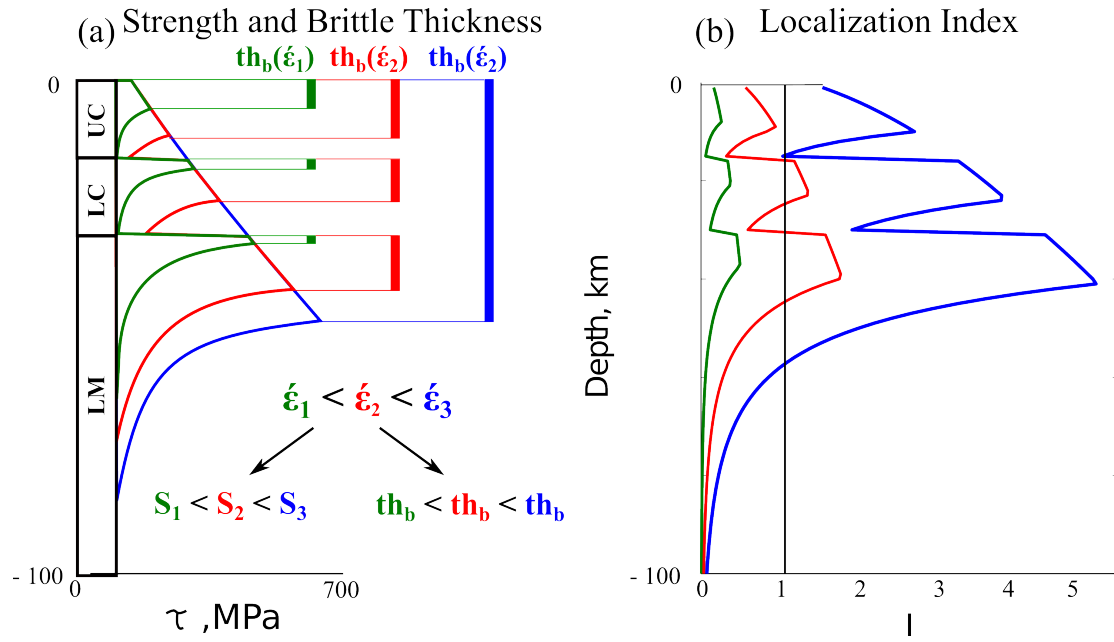 (a) Strength and Brittle Thickness
th_b(έ_1) th_b(έ_2) th_b(έ_2)
0
UC
LC
LM
έ_1 < έ_2 < έ_3
S_1 < S_2 < S_3
th_b < th_b < th_b
- 100
0
700
τ ,MPa
(b) Localization Index
0
Depth, km
- 100
0 1 2 3 4 5
I